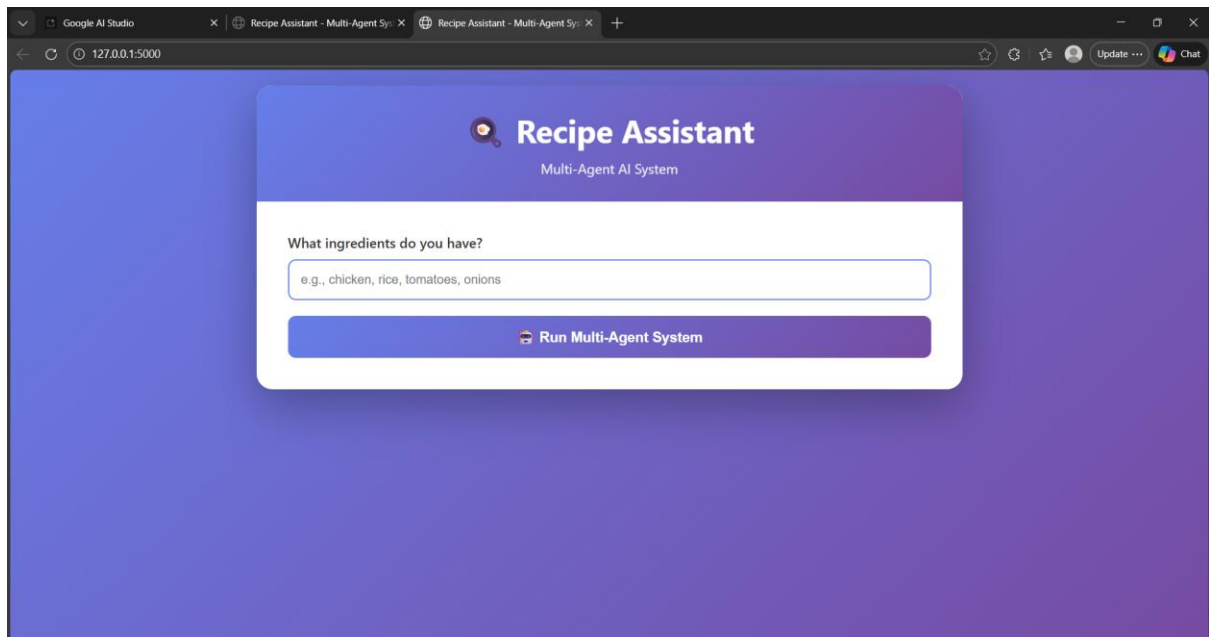 Google AI Studio
Recipe Assistant - Multi-Agent Sys
Recipe Assistant - Multi-Agent Sys
127.0.0.1:5000
Update ...
Chat
Recipe Assistant
Multi-Agent AI System
What ingredients do you have?
e.g., chicken, rice, tomatoes, onions
Run Multi-Agent System